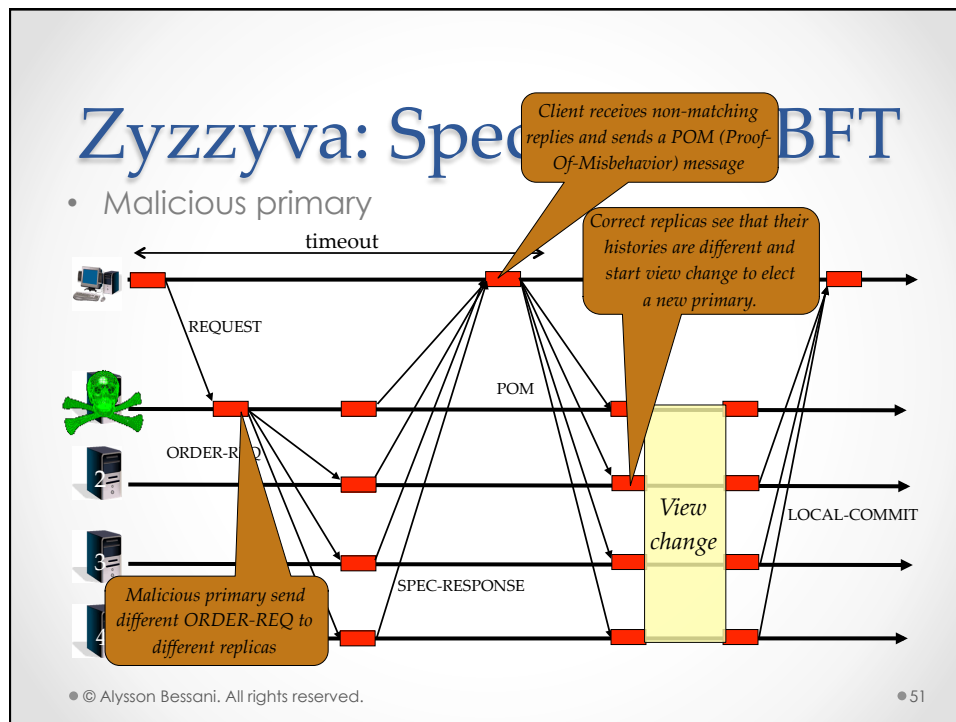 Zyzzyva: Spec BFT
Client receives non-matching
replies and sends a POM (Proof-
Of-Misbehavior) message
• Malicious primary
Correct replicas see that their
histories are different and
start view change to elect
a new primary.
timeout
REQUEST
POM
ORDER-REQ
2
View
change
LOCAL-COMMIT
3
SPEC-RESPONSE
Malicious primary send
different ORDER-REQ to
different replicas
4
© Alysson Bessani. All rights reserved.
51